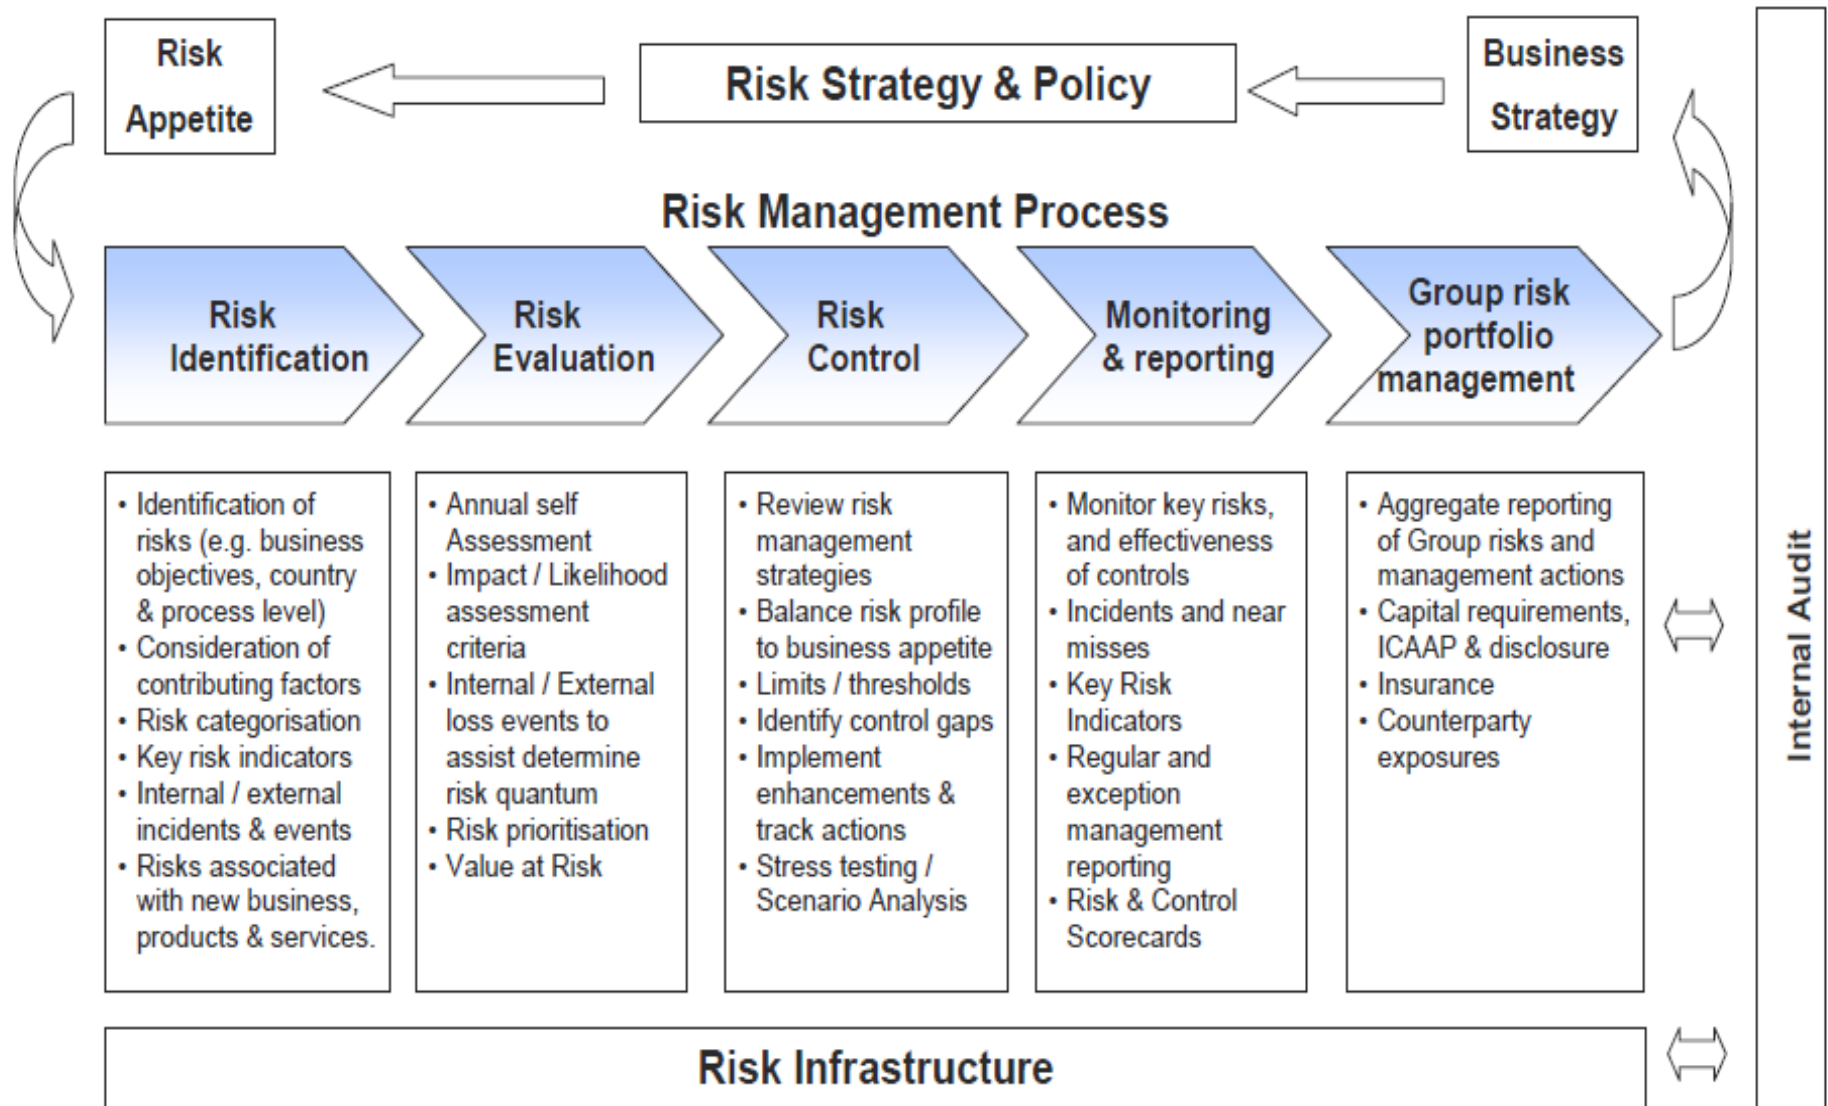 Risk
Appetite
Risk Strategy & Policy
Business
Strategy
Risk Management Process
Risk
Identification
Risk
Evaluation
Risk
Control
Monitoring
& reporting
Group risk
portfolio
management
• Identification of
risks (e.g. business
objectives, country
& process level)
• Consideration of
contributing factors
• Risk categorisation
• Key risk indicators
• Internal / external
incidents & events
• Risks associated
with new business,
products & services.
• Annual self
Assessment
• Impact / Likelihood
assessment
criteria
• Internal / External
loss events to
assist determine
risk quantum
• Risk prioritisation
• Value at Risk
• Review risk
management
strategies
• Balance risk profile
to business appetite
• Limits / thresholds
• Identify control gaps
• Implement
enhancements &
track actions
• Stress testing /
Scenario Analysis
• Monitor key risks,
and effectiveness
of controls
• Incidents and near
misses
• Key Risk
Indicators
• Regular and
exception
management
reporting
• Risk & Control
Scorecards
• Aggregate reporting
of Group risks and
management actions
• Capital requirements,
ICAAP & disclosure
• Insurance
• Counterparty
exposures
Internal Audit
Risk Infrastructure